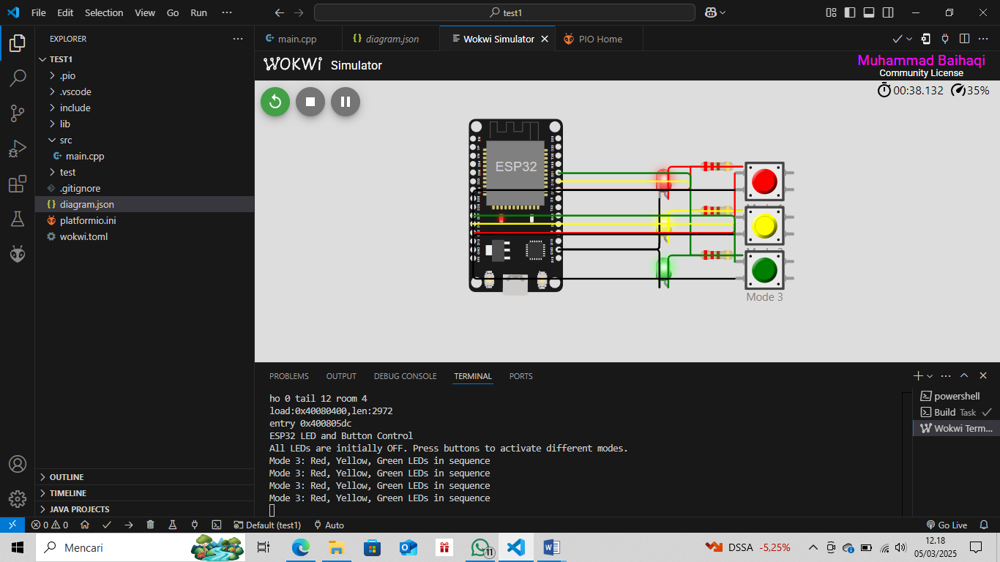 File Edit Selection View Go Run ···
test1
EXPLORER ···
TEST1
.pio
.vscode
include
lib
src
main.cpp
test
.gitignore
diagram.json
platformio.ini
wokwi.toml
OUTLINE
TIMELINE
JAVA PROJECTS
main.cpp
diagram.json
Wokwi Simulator
PIO Home
WOKWI Simulator
Muhammad Baihaqi
Community License
00:38.132 35%
ESP32
Mode 3
PROBLEMS OUTPUT DEBUG CONSOLE TERMINAL PORTS
ho 0 tail 12 room 4
load:0x40080400,len:2972
entry 0x400805dc
ESP32 LED and Button Control
All LEDs are initially OFF. Press buttons to activate different modes.
Mode 3: Red, Yellow, Green LEDs in sequence
Mode 3: Red, Yellow, Green LEDs in sequence
Mode 3: Red, Yellow, Green LEDs in sequence
Mode 3: Red, Yellow, Green LEDs in sequence
powershell
Build Task
Wokwi Term...
0 0
Default (test1)
Auto
Go Live
Mencari
11
DSSA -5,25%
12.18
05/03/2025